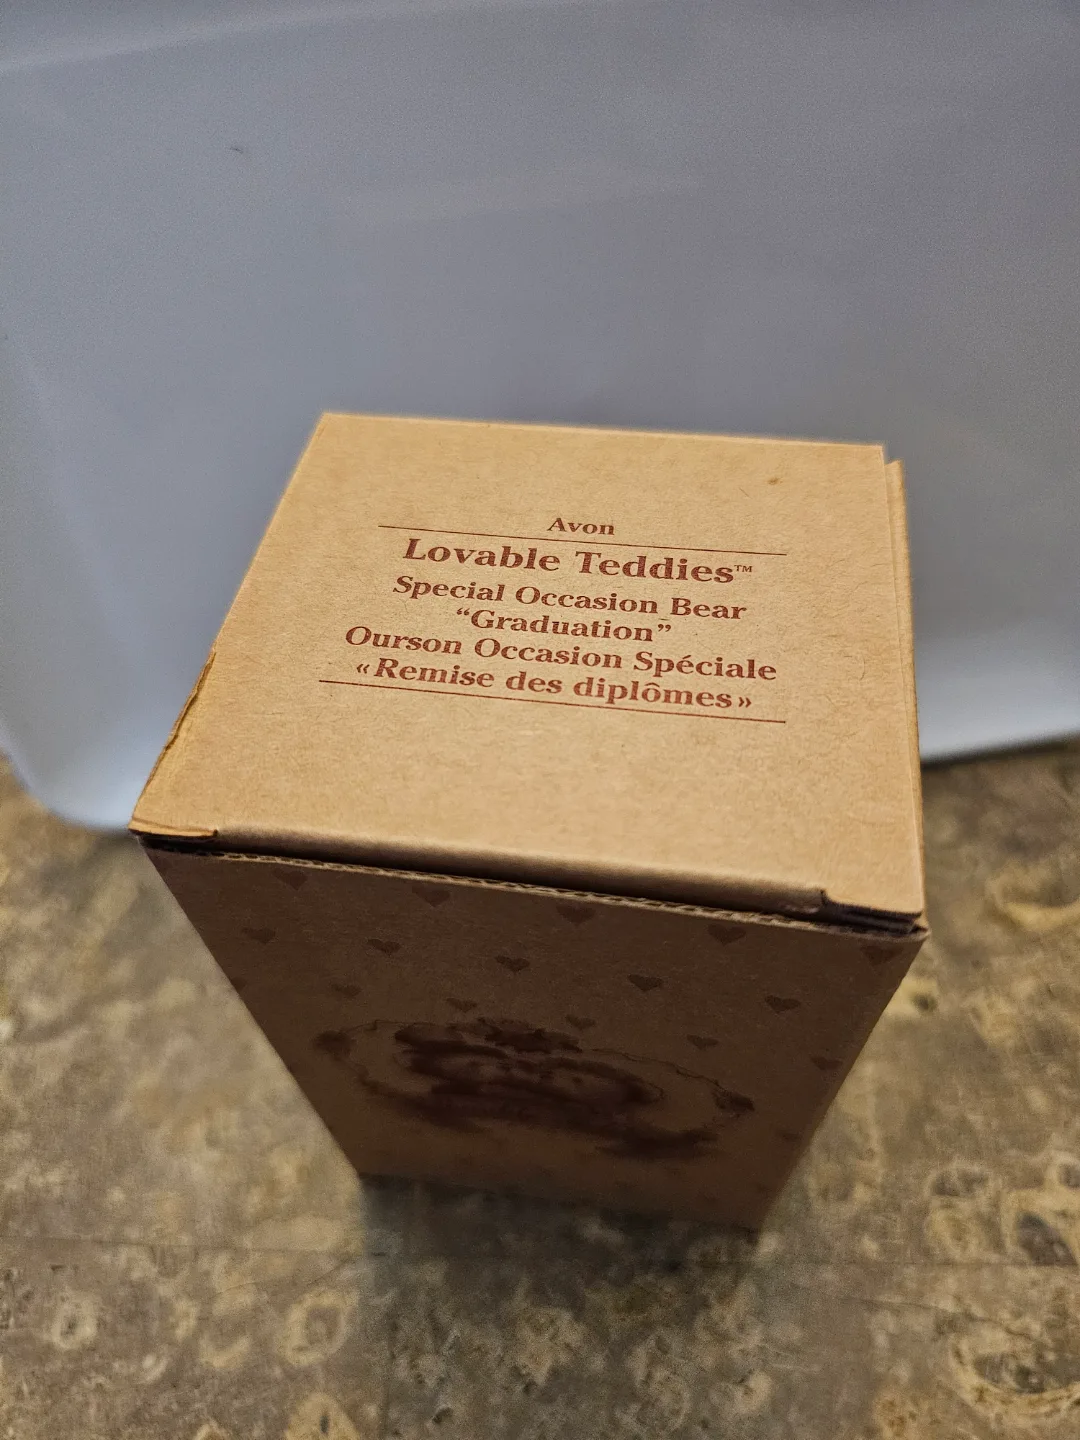 Avon
Lovable Teddies™
Special Occasion Bear
“Graduation”
Ourson Occasion Spéciale
«Remise des diplômes»